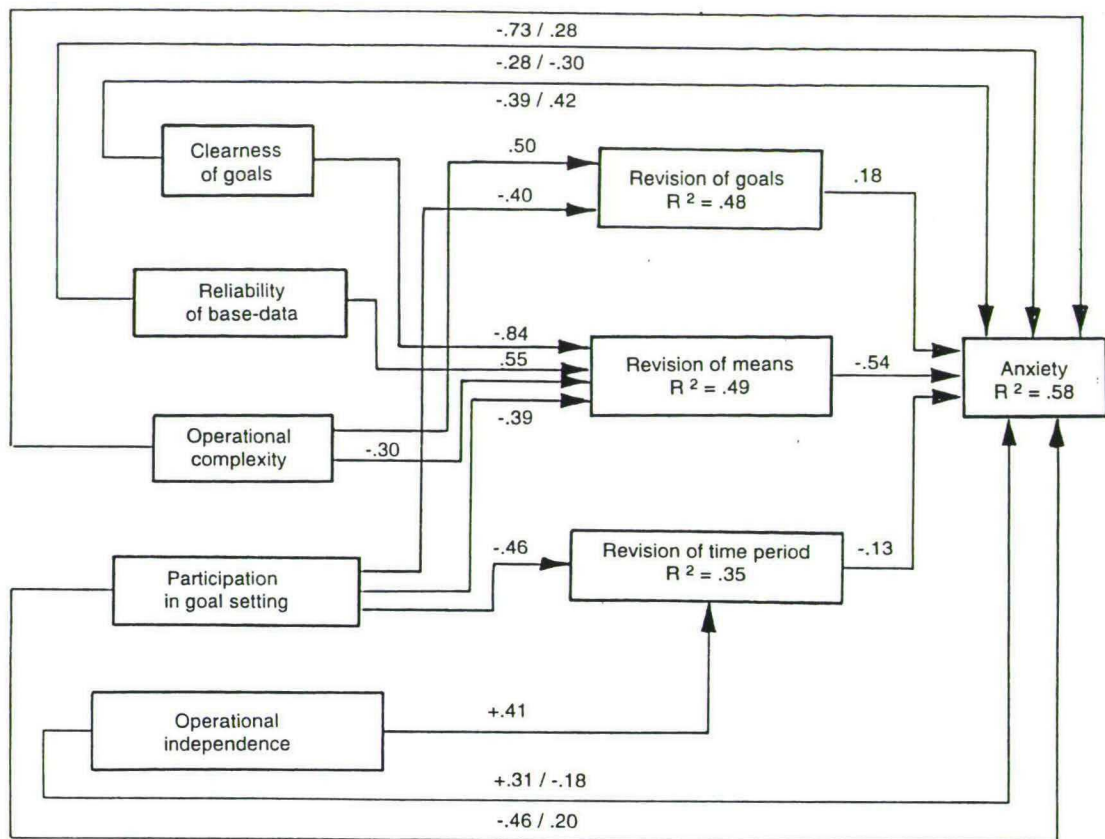 -.73 / .28
-.28 / -.30
-.39 / .42
Clearness
of goals
.50
-.40
Revision of goals
R 2 = .48
.18
Reliability
of base-data
-.84
.55
-.39
Revision of means
R 2 = .49
-.54
Anxiety
R 2 = .58
Operational
complexity
-.30
Participation
in goal setting
-.46
Revision of time period
R 2 = .35
-.13
Operational
independence
+.41
+.31 / -.18
-.46 / .20